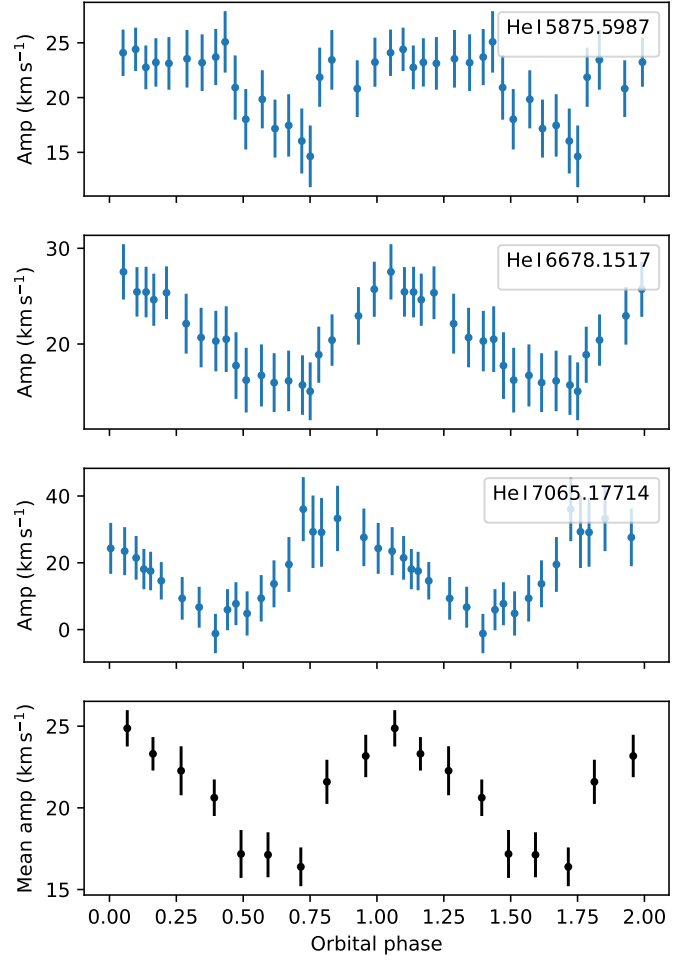 He I 5875.5987
Amp (km s⁻¹)
25
20
15
He I 6678.1517
Amp (km s⁻¹)
30
20
He I 7065.17714
Amp (km s⁻¹)
40
20
0
Mean amp (km s⁻¹)
25
20
15
0.00 0.25 0.50 0.75 1.00 1.25 1.50 1.75 2.00
Orbital phase